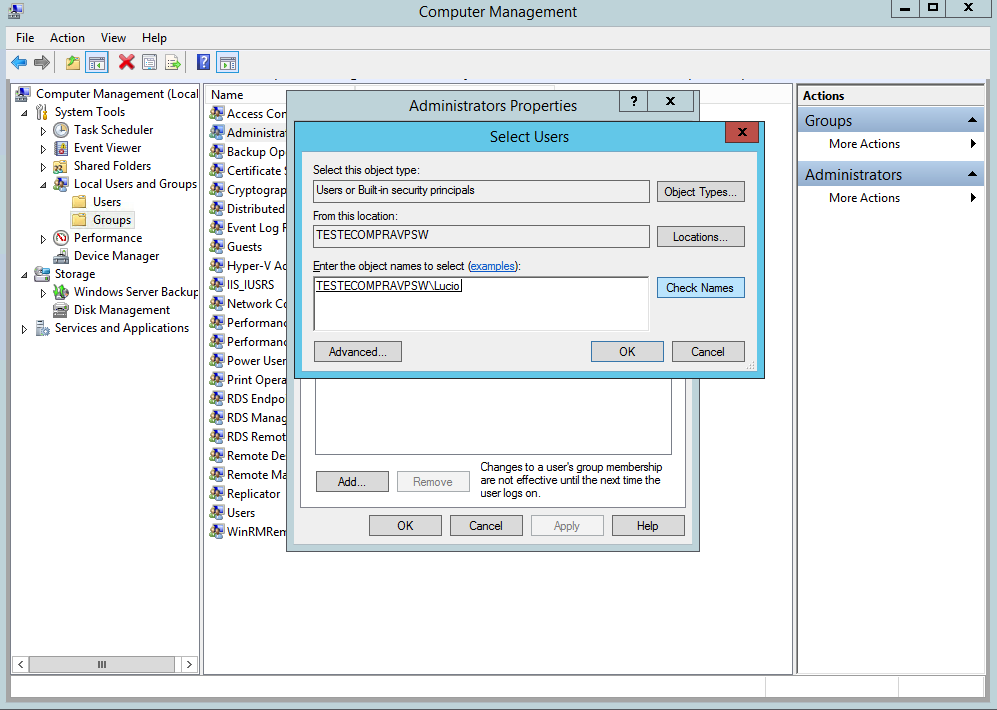 Computer Management
File Action View Help
Computer Management (Local
System Tools
Task Scheduler
Event Viewer
Shared Folders
Local Users and Groups
Users
Groups
Performance
Device Manager
Storage
Windows Server Backup
Disk Management
Services and Applications
Name
Access Con
Administra
Backup Op
Certificate
Cryptograp
Distributed
Event Log R
Guests
Hyper-V Ad
IIS_IUSRS
Network Co
Performanc
Performanc
Power User
Print Opera
RDS Endpo
RDS Manag
RDS Remot
Remote De
Remote Ma
Replicator
Users
WinRMRem
Administrators Properties
? X
Select Users
X
Select this object type:
Users or Built-in security principals
Object Types...
From this location:
TESTECOMPRAVPSW
Locations...
Enter the object names to select (examples):
TESTECOMPRAVPSW\Lucio
Check Names
Advanced...
OK
Cancel
Add...
Remove
Changes to a user's group membership
are not effective until the next time the
user logs on.
OK
Cancel
Apply
Help
Actions
Groups
More Actions
Administrators
More Actions